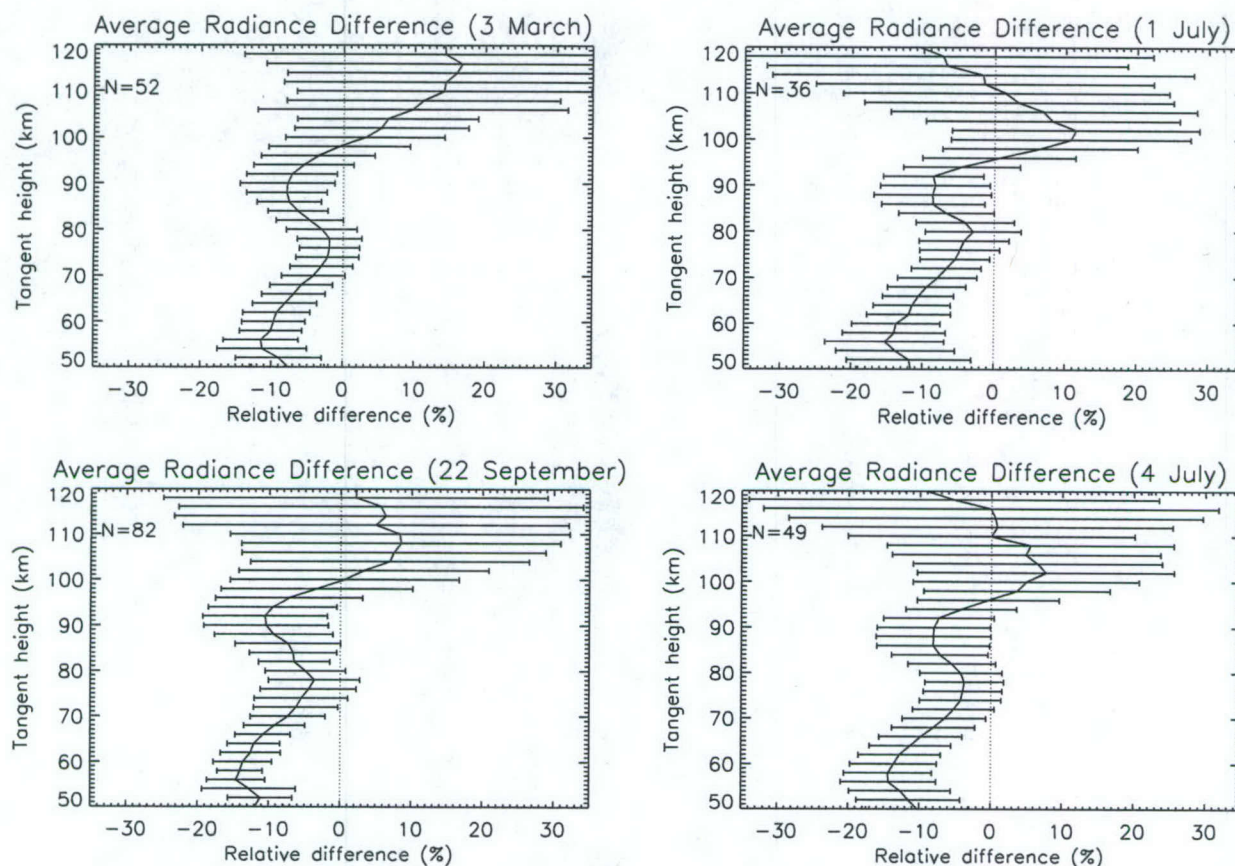 Average Radiance Difference (3 March)
120
110
100
90
80
70
60
50
Tangent height (km)
N=52
−30 −20 −10 0 10 20 30
Relative difference (%)
Average Radiance Difference (1 July)
120
110
100
90
80
70
60
50
Tangent height (km)
N=36
−30 −20 −10 0 10 20 30
Relative difference (%)
Average Radiance Difference (22 September)
120
110
100
90
80
70
60
50
Tangent height (km)
N=82
−30 −20 −10 0 10 20 30
Relative difference (%)
Average Radiance Difference (4 July)
120
110
100
90
80
70
60
50
Tangent height (km)
N=49
−30 −20 −10 0 10 20 30
Relative difference (%)